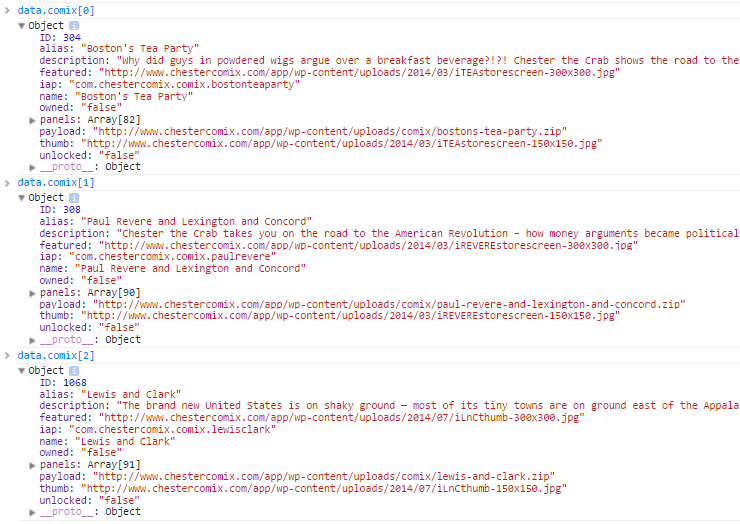 data.comix[0]
Object i
ID: 304
alias: "Boston's Tea Party"
description: "Why did guys in powdered wigs argue over a breakfast beverage?!?! Chester the Crab shows the road to the
featured: "http://www.chestercomix.com/app/wp-content/uploads/2014/03/iTEAstorescreen-300x300.jpg"
iap: "com.chestercomix.comix.bostonteaparty"
name: "Boston's Tea Party"
owned: "false"
panels: Array[82]
payload: "http://www.chestercomix.com/app/wp-content/uploads/comix/bostons-tea-party.zip"
thumb: "http://www.chestercomix.com/app/wp-content/uploads/2014/03/iTEAstorescreen-150x150.jpg"
unlocked: "false"
__proto__: Object
data.comix[1]
Object i
ID: 308
alias: "Paul Revere and Lexington and Concord"
description: "Chester the Crab takes you on the road to the American Revolution – how money arguments became political
featured: "http://www.chestercomix.com/app/wp-content/uploads/2014/03/iREVEREstorescreen-300x300.jpg"
iap: "com.chestercomix.comix.paulrevere"
name: "Paul Revere and Lexington and Concord"
owned: "false"
panels: Array[90]
payload: "http://www.chestercomix.com/app/wp-content/uploads/comix/paul-revere-and-lexington-and-concord.zip"
thumb: "http://www.chestercomix.com/app/wp-content/uploads/2014/03/iREVEREstorescreen-150x150.jpg"
unlocked: "false"
__proto__: Object
data.comix[2]
Object i
ID: 1068
alias: "Lewis and Clark"
description: "The brand new United States is on shaky ground — most of its tiny towns are on ground east of the Appala
featured: "http://www.chestercomix.com/app/wp-content/uploads/2014/07/iLnCthumb-300x300.jpg"
iap: "com.chestercomix.comix.lewisclark"
name: "Lewis and Clark"
owned: "false"
panels: Array[91]
payload: "http://www.chestercomix.com/app/wp-content/uploads/comix/lewis-and-clark.zip"
thumb: "http://www.chestercomix.com/app/wp-content/uploads/2014/07/iLnCthumb-150x150.jpg"
unlocked: "false"
__proto__: Object